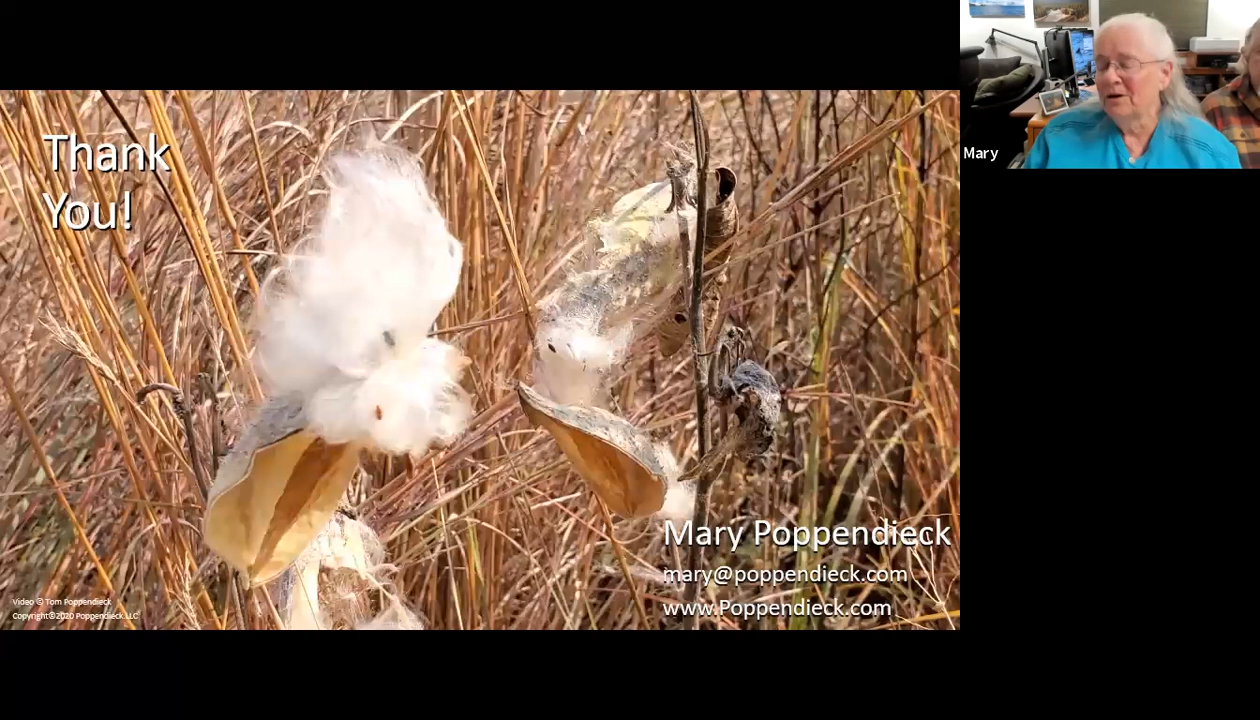 Thank
You!
Mary
Mary Poppendieck
mary@poppendieck.com
www.Poppendieck.com
Video © Tom Poppendieck
Copyright©2020 Poppendieck.LLC